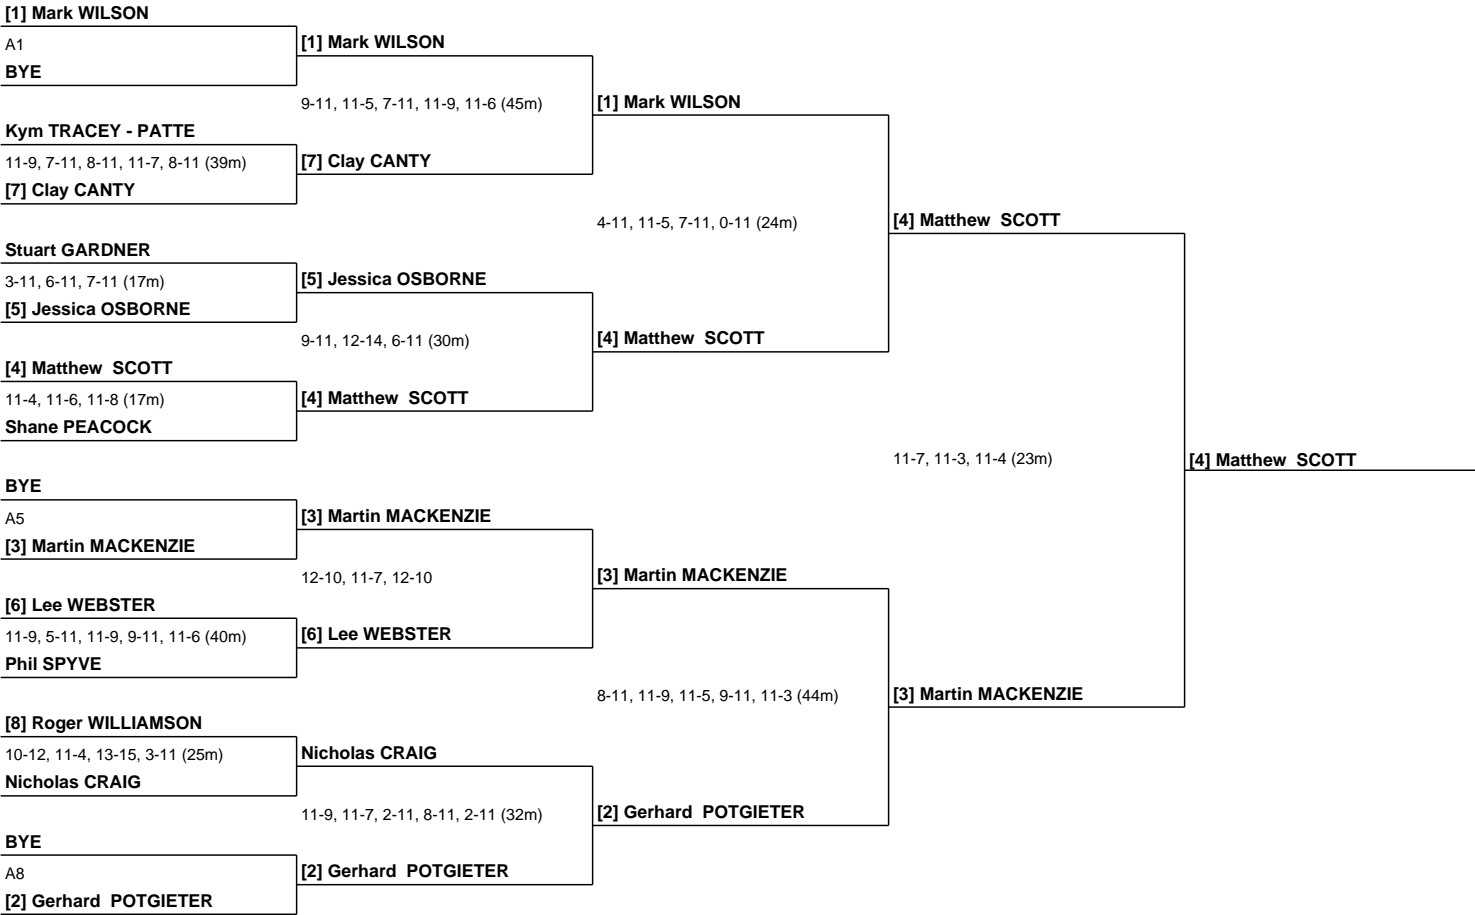 [1] Mark WILSON
A1
BYE
Kym TRACEY - PATTE
11-9, 7-11, 8-11, 11-7, 8-11 (39m)
[7] Clay CANTY
Stuart GARDNER
3-11, 6-11, 7-11 (17m)
[5] Jessica OSBORNE
[4] Matthew  SCOTT
11-4, 11-6, 11-8 (17m)
Shane PEACOCK
BYE
A5
[3] Martin MACKENZIE
[6] Lee WEBSTER
11-9, 5-11, 11-9, 9-11, 11-6 (40m)
Phil SPYVE
[8] Roger WILLIAMSON
10-12, 11-4, 13-15, 3-11 (25m)
Nicholas CRAIG
BYE
A8
[2] Gerhard  POTGIETER
[1] Mark WILSON
9-11, 11-5, 7-11, 11-9, 11-6 (45m)
[7] Clay CANTY
[5] Jessica OSBORNE
9-11, 12-14, 6-11 (30m)
[4] Matthew  SCOTT
[3] Martin MACKENZIE
12-10, 11-7, 12-10
[6] Lee WEBSTER
Nicholas CRAIG
11-9, 11-7, 2-11, 8-11, 2-11 (32m)
[2] Gerhard  POTGIETER
[1] Mark WILSON
4-11, 11-5, 7-11, 0-11 (24m)
[4] Matthew  SCOTT
[3] Martin MACKENZIE
8-11, 11-9, 11-5, 9-11, 11-3 (44m)
[2] Gerhard  POTGIETER
[4] Matthew  SCOTT
11-7, 11-3, 11-4 (23m)
[3] Martin MACKENZIE
[4] Matthew  SCOTT